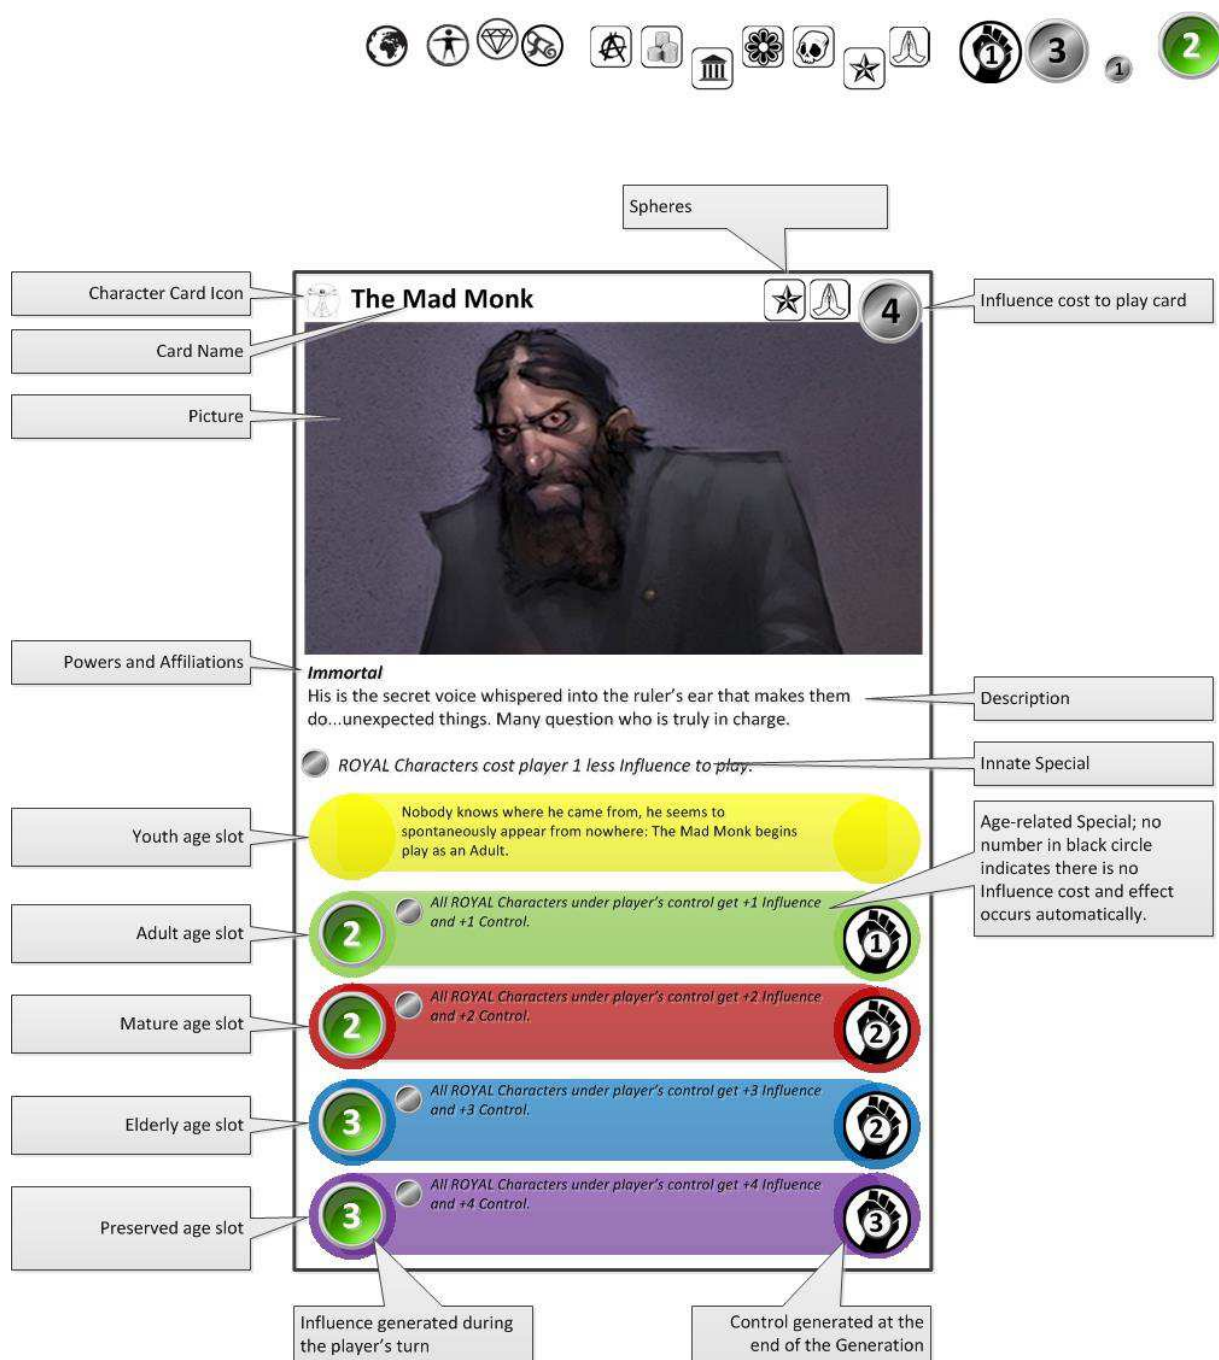 1
3
1
2
Spheres
Character Card Icon
The Mad Monk
4
Influence cost to play card
Card Name
Picture
Powers and Affiliations
Immortal
His is the secret voice whispered into the ruler's ear that makes them
do...unexpected things. Many question who is truly in charge.
Description
ROYAL Characters cost player 1 less Influence to play.
Innate Special
Youth age slot
Nobody knows where he came from, he seems to
spontaneously appear from nowhere: The Mad Monk begins
play as an Adult.
Age-related Special; no
number in black circle
indicates there is no
Influence cost and effect
occurs automatically.
Adult age slot
2
All ROYAL Characters under player's control get +1 Influence
and +1 Control.
1
Mature age slot
2
All ROYAL Characters under player's control get +2 Influence
and +2 Control.
2
Elderly age slot
3
All ROYAL Characters under player's control get +3 Influence
and +3 Control.
2
Preserved age slot
3
All ROYAL Characters under player's control get +4 Influence
and +4 Control.
3
Influence generated during
the player's turn
Control generated at the
end of the Generation